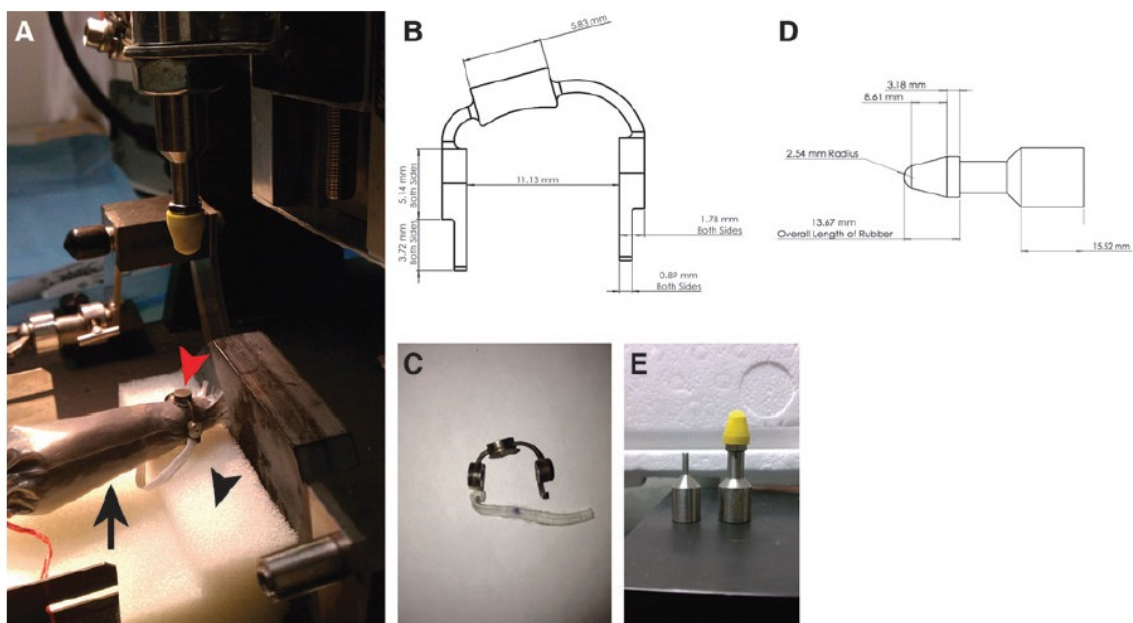 A
B
5.83 mm
11.13 mm
5.14 mm
Both Sides
3.72 mm
Both Sides
1.78 mm
Both Sides
0.89 mm
Both Sides
D
3.18 mm
8.61 mm
2.54 mm Radius
13.67 mm
Overall Length of Rubber
15.52 mm
C
E